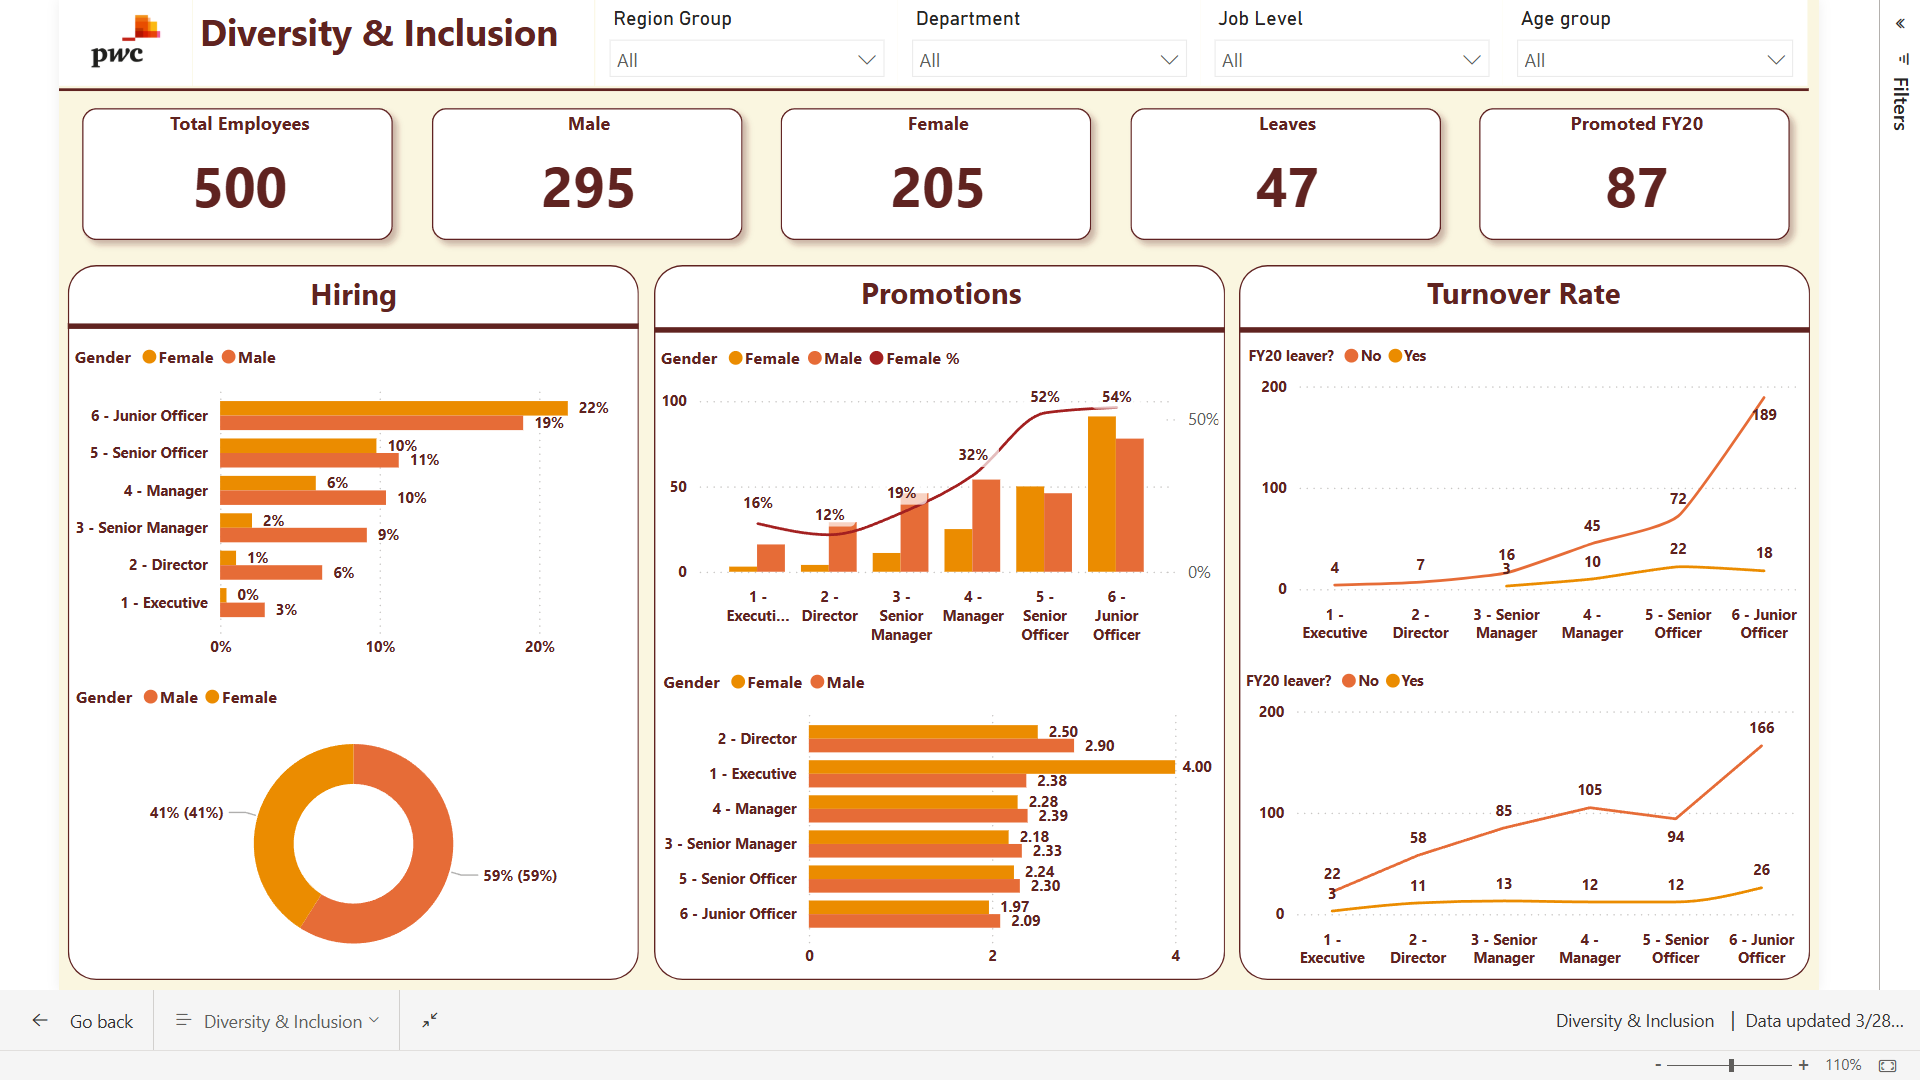 pwc
Diversity & Inclusion
Region Group
All
Department
All
Job Level
All
Age group
All
Filters
Total Employees
500
Male
295
Female
205
Leaves
47
Promoted FY20
87
Hiring
Gender Female Male
6 - Junior Officer 22%
19%
5 - Senior Officer 10%
11%
4 - Manager 6%
10%
3 - Senior Manager 2%
9%
2 - Director 1%
6%
1 - Executive 0%
3%
0% 10% 20%
Gender Male Female
41% (41%)
59% (59%)
Promotions
Gender Female Male Female %
100
50
0
50%
0%
16% 12% 19% 32% 52% 54%
1 - 2 - 3 - 4 - 5 - 6 -
Executi... Director Senior Manager Senior Junior
Manager Officer Officer
Gender Female Male
2 - Director 2.50
2.90
1 - Executive 4.00
2.38
4 - Manager 2.28
2.39
3 - Senior Manager 2.18
2.33
5 - Senior Officer 2.24
2.30
6 - Junior Officer 1.97
2.09
0 2 4
Turnover Rate
FY20 leaver? No Yes
200
100
0
4 7 16 45 72 189
3 10 22 18
1 - 2 - 3 - Senior 4 - 5 - Senior 6 - Junior
Executive Director Manager Manager Officer Officer
FY20 leaver? No Yes
200
100
0
22 58 85 105 94 166
3 11 13 12 12 26
1 - 2 - 3 - Senior 4 - 5 - Senior 6 - Junior
Executive Director Manager Manager Officer Officer
Go back
Diversity & Inclusion
Diversity & Inclusion | Data updated 3/28...
- + 110%